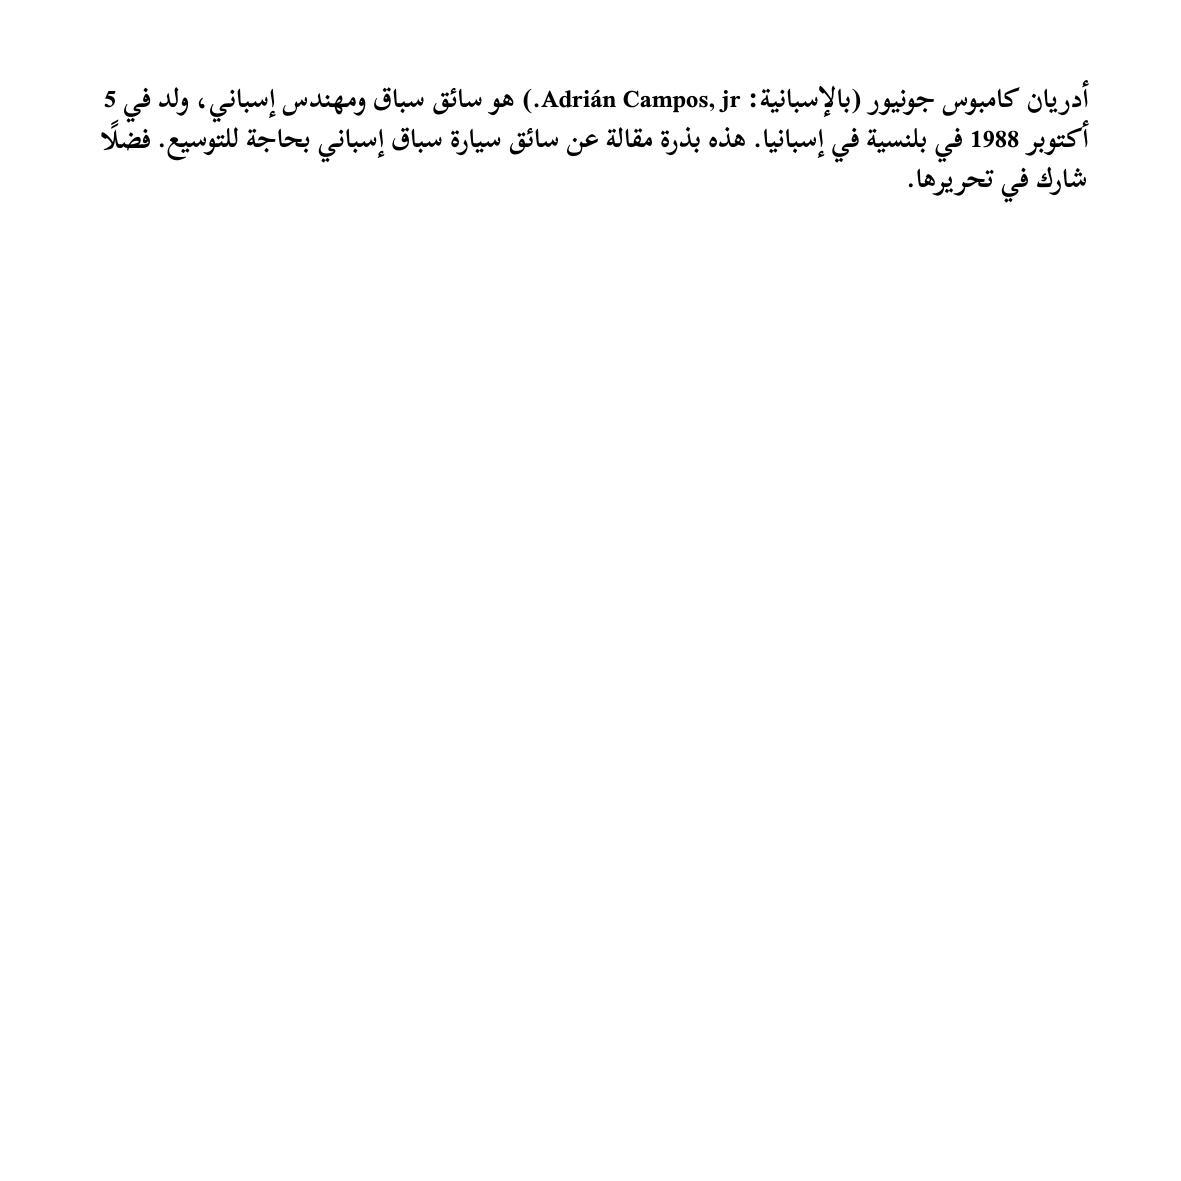 أدريان كامبوس جونيور (بالإسبانية: Adrián Campos, jr.) هو سائق سباق ومهندس إسباني، ولد في 5
أكتوبر 1988 في بلنسية في إسبانيا. هذه بذرة مقالة عن سائق سيارة سباق إسباني بحاجة للتوسيع. فضلًا
شارك في تحريرها.